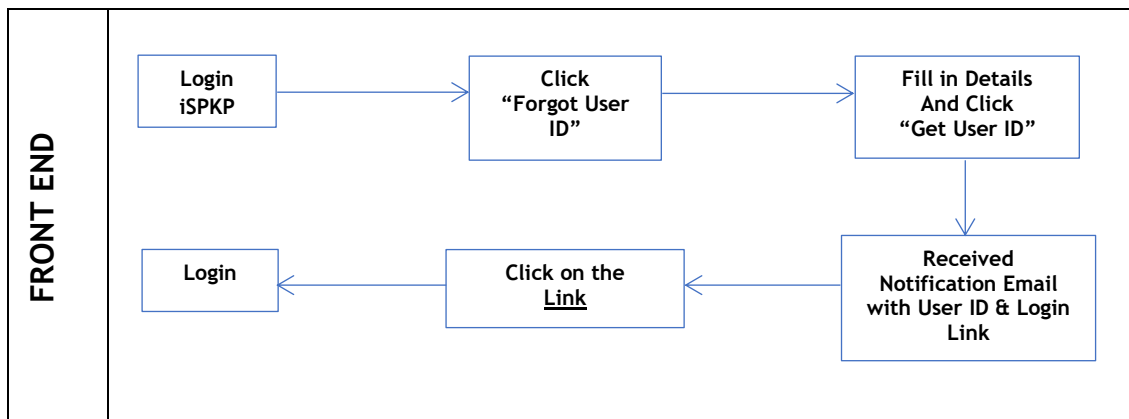 FRONT END
Login
iSPKP
Click
“Forgot User
ID”
Fill in Details
And Click
“Get User ID”
Received
Notification Email
with User ID & Login
Link
Click on the
Link
Login